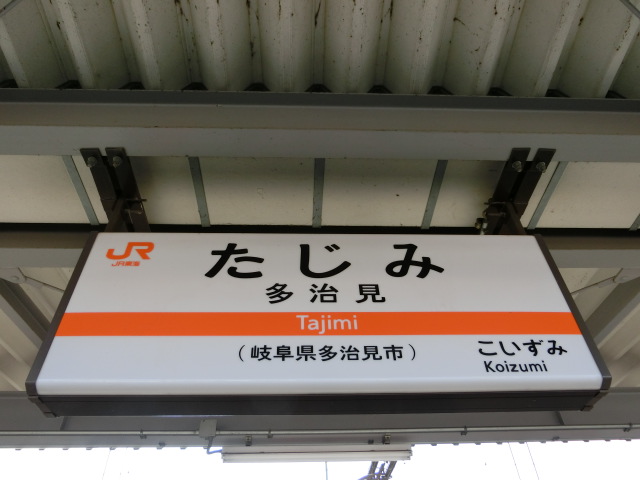 JR
JR東海
たじみ
多治見
Tajimi
(岐阜県多治見市)
こいずみ
Koizumi